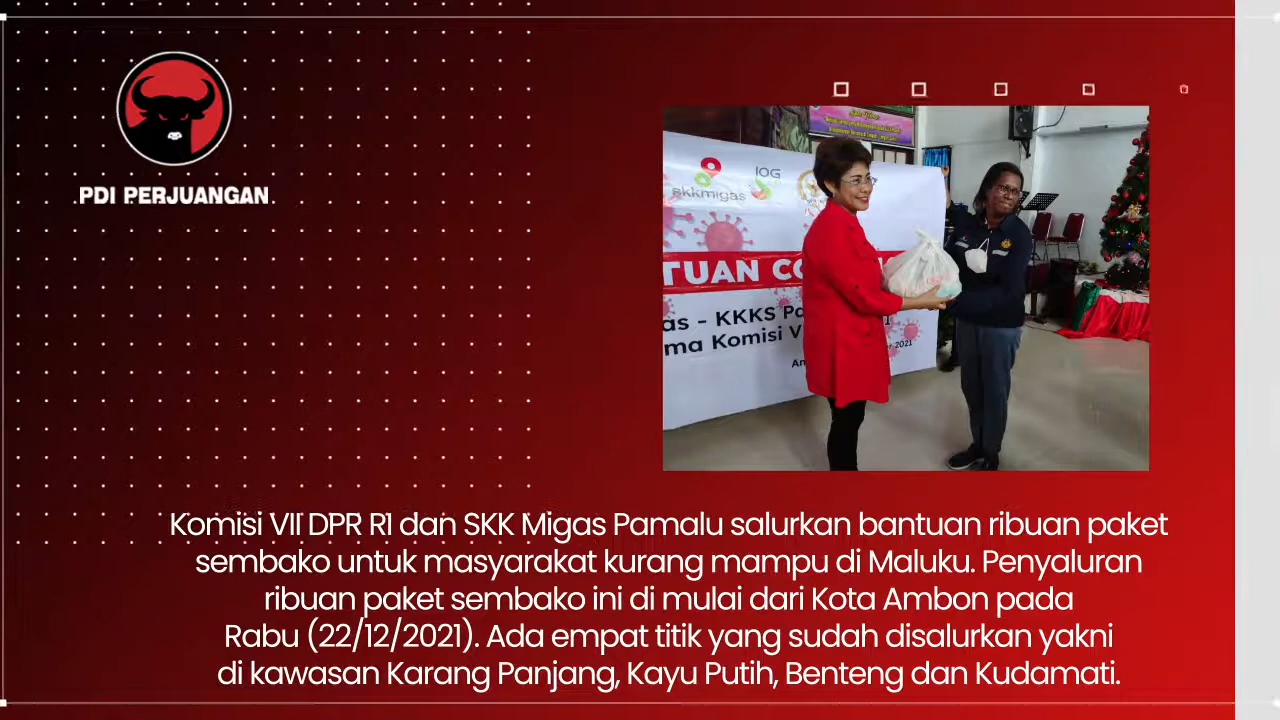 PDI PERJUANGAN
skkmigas
IOG
TUAN CO
as - KKKS Pa
ma Komisi V
2021
Komisi VII DPR RI dan SKK Migas Pamalu salurkan bantuan ribuan paket
sembako untuk masyarakat kurang mampu di Maluku. Penyaluran
ribuan paket sembako ini di mulai dari Kota Ambon pada
Rabu (22/12/2021). Ada empat titik yang sudah disalurkan yakni
di kawasan Karang Panjang, Kayu Putih, Benteng dan Kudamati.